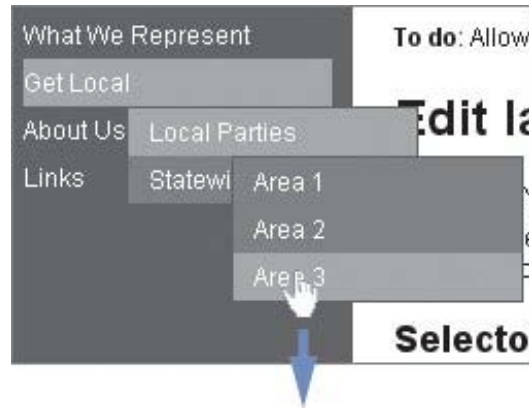 What We Represent
Get Local
About Us
Links
Local Parties
Statewi
Area 1
Area 2
Area 3
To do: Allow
Edit la
Selecto